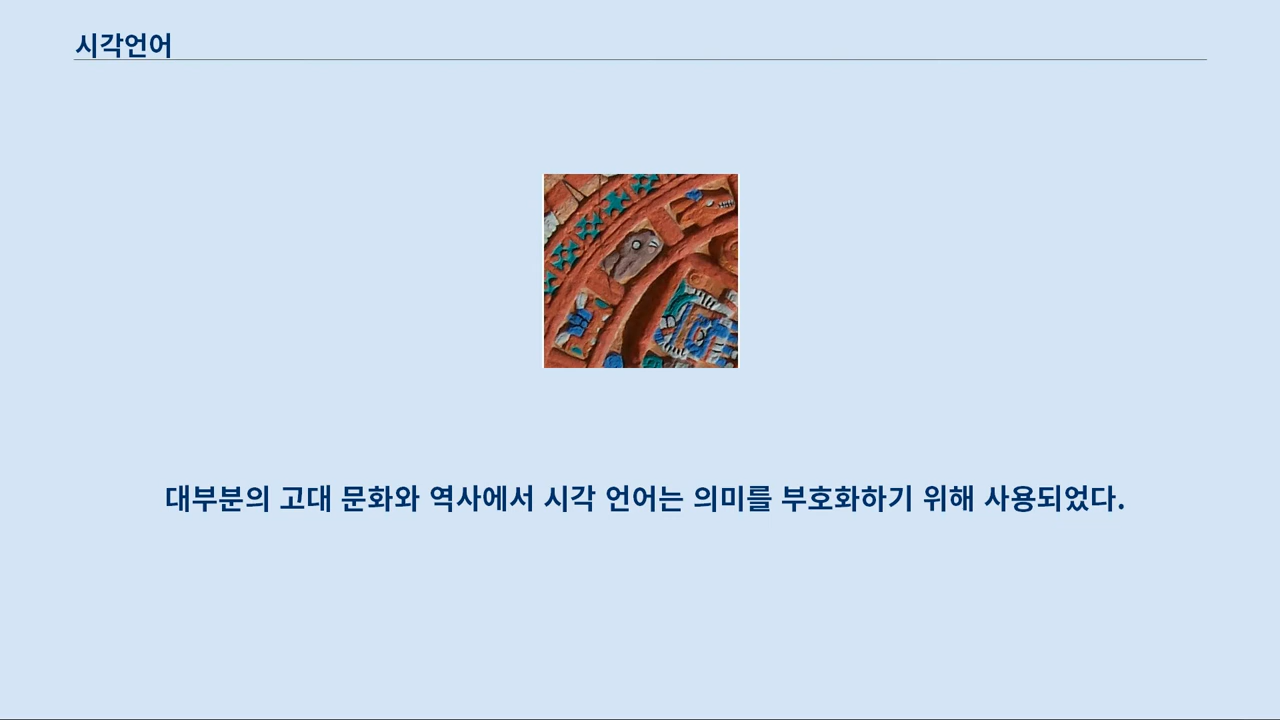 시각언어
대부분의 고대 문화와 역사에서 시각 언어는 의미를 부호화하기 위해 사용되었다.